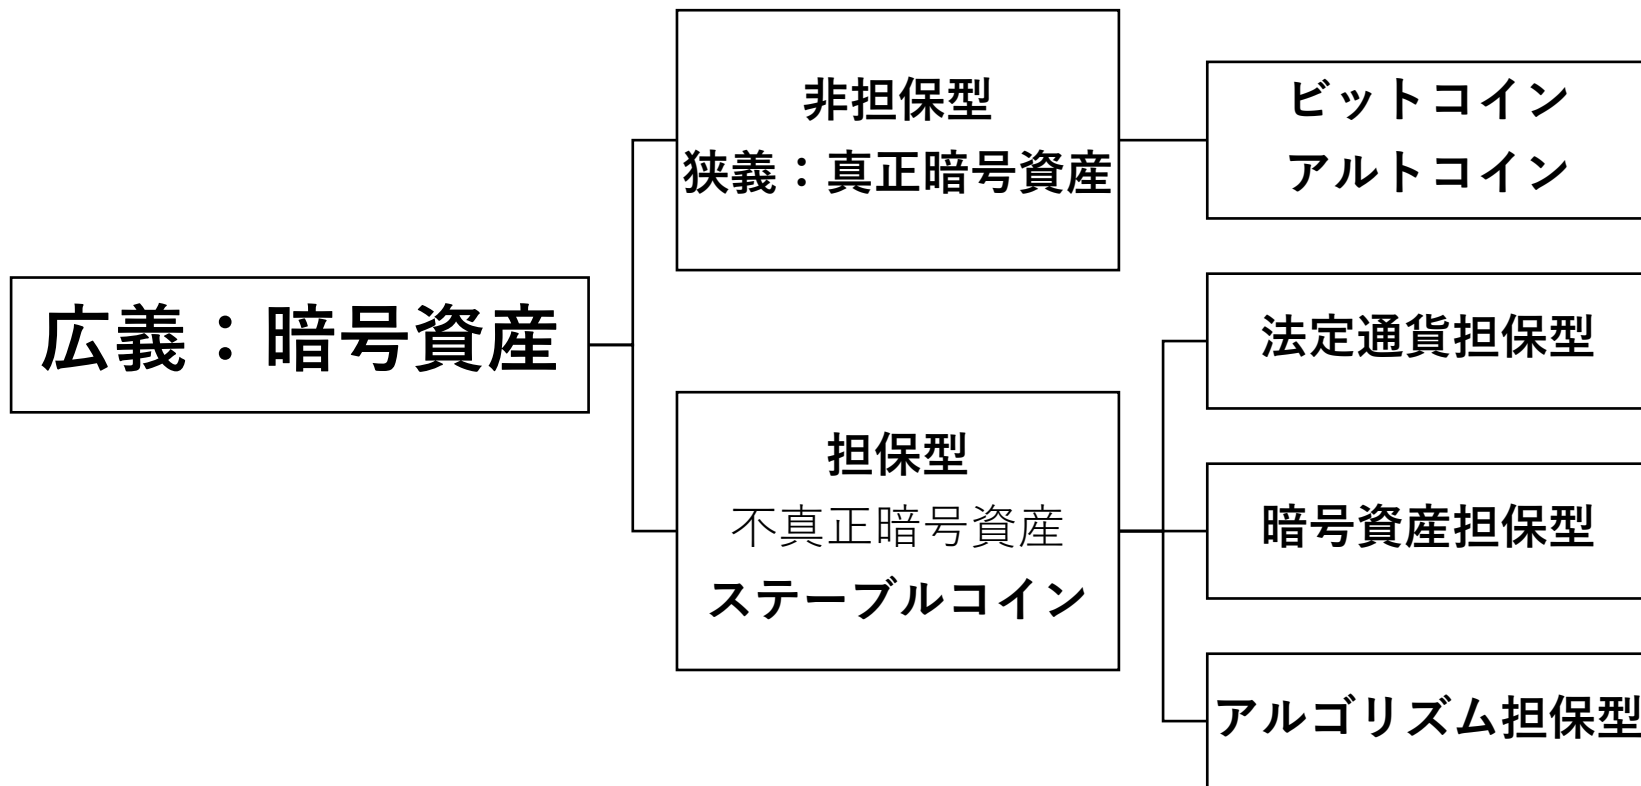 広義：暗号資産
非担保型
狭義：真正暗号資産
ビットコイン
アルトコイン
担保型
不真正暗号資産
ステーブルコイン
法定通貨担保型
暗号資産担保型
アルゴリズム担保型